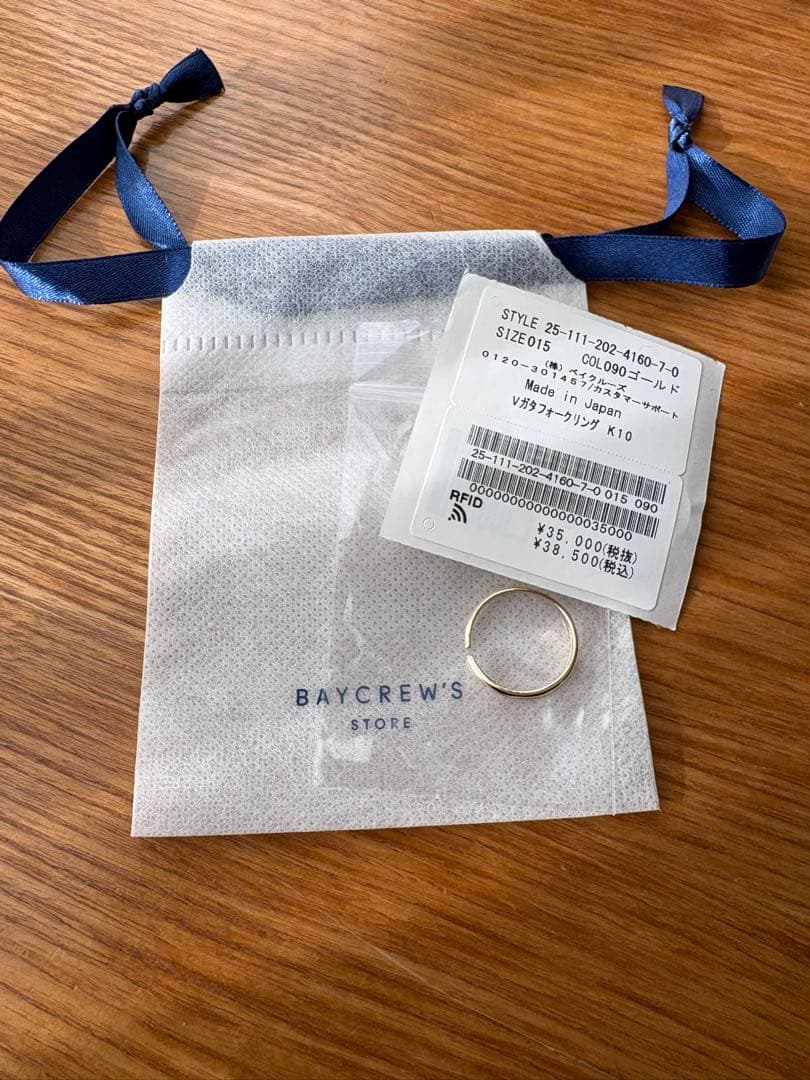 STYLE 25-111-202-4160-7-0
SIZE015 COL090ゴールド
(株) ベイクルーズ
0120-301457/カスタマーサポート
Made in Japan
Vガタフォークリング K10
25-111-202-4160-7-0 015 090
RFID
00000000000000035000
¥35,000(税抜)
¥38,500(税込)
BAYCREW'S
STORE